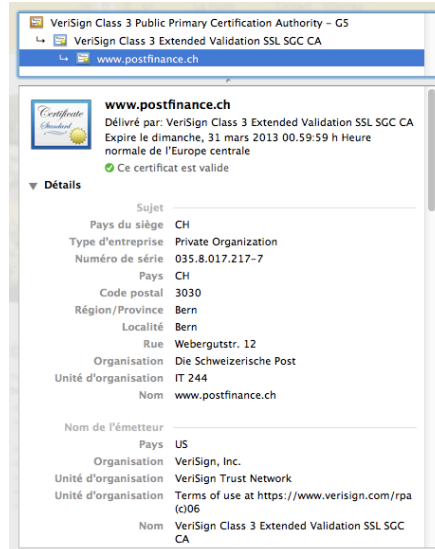 VeriSign Class 3 Public Primary Certification Authority – G5
VeriSign Class 3 Extended Validation SSL SGC CA
www.postfinance.ch
Certificate
Standard
www.postfinance.ch
Délivré par: VeriSign Class 3 Extended Validation SSL SGC CA
Expire le dimanche, 31 mars 2013 00.59:59 h Heure
normale de l'Europe centrale
Ce certificat est valide
Détails
Sujet
Pays du siège CH
Type d'entreprise Private Organization
Numéro de série 035.8.017.217-7
Pays CH
Code postal 3030
Région/Province Bern
Localité Bern
Rue Webergutstr. 12
Organisation Die Schweizerische Post
Unité d'organisation IT 244
Nom www.postfinance.ch
Nom de l'émetteur
Pays US
Organisation VeriSign, Inc.
Unité d'organisation VeriSign Trust Network
Unité d'organisation Terms of use at https://www.verisign.com/rpa
(c)06
Nom VeriSign Class 3 Extended Validation SSL SGC
CA